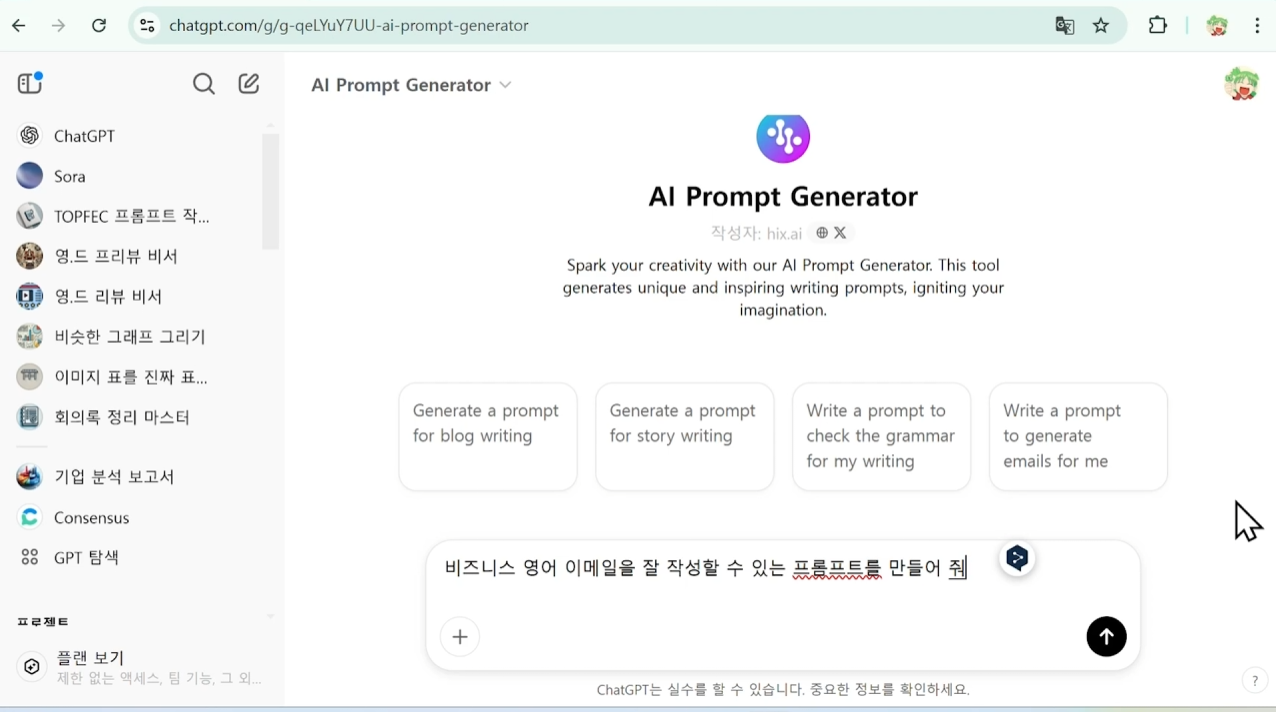 chatgpt.com/g/g-qeLYuY7UU-ai-prompt-generator
ChatGPT
Sora
TOPFEC 프롬프트 작...
영.드 프리뷰 비서
영.드 리뷰 비서
비슷한 그래프 그리기
이미지 표를 진짜 표...
회의록 정리 마스터
기업 분석 보고서
Consensus
GPT 탐색
프로젝트
플랜 보기
제한 없는 액세스, 팀 기능, 그 외...
AI Prompt Generator
AI Prompt Generator
작성자: hix.ai
Spark your creativity with our AI Prompt Generator. This tool
generates unique and inspiring writing prompts, igniting your
imagination.
Generate a prompt
for blog writing
Generate a prompt
for story writing
Write a prompt to
check the grammar
for my writing
Write a prompt
to generate
emails for me
비즈니스 영어 이메일을 잘 작성할 수 있는 프롬프트를 만들어 줘
ChatGPT는 실수를 할 수 있습니다. 중요한 정보를 확인하세요.
?